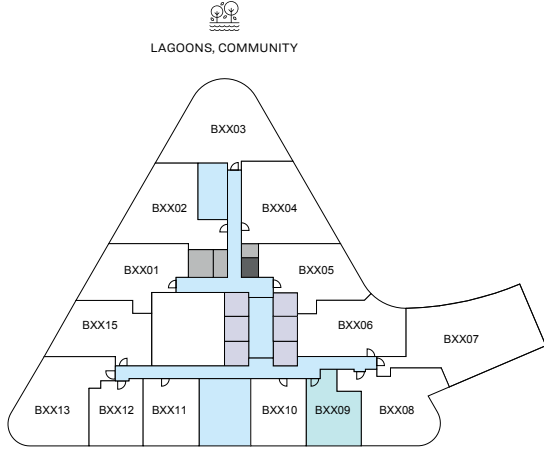 LAGOONS, COMMUNITY
BXX03
BXX02 BXX04
BXX01 BXX05
BXX15 BXX06
BXX07
BXX13 BXX12 BXX11 BXX10 BXX09 BXX08